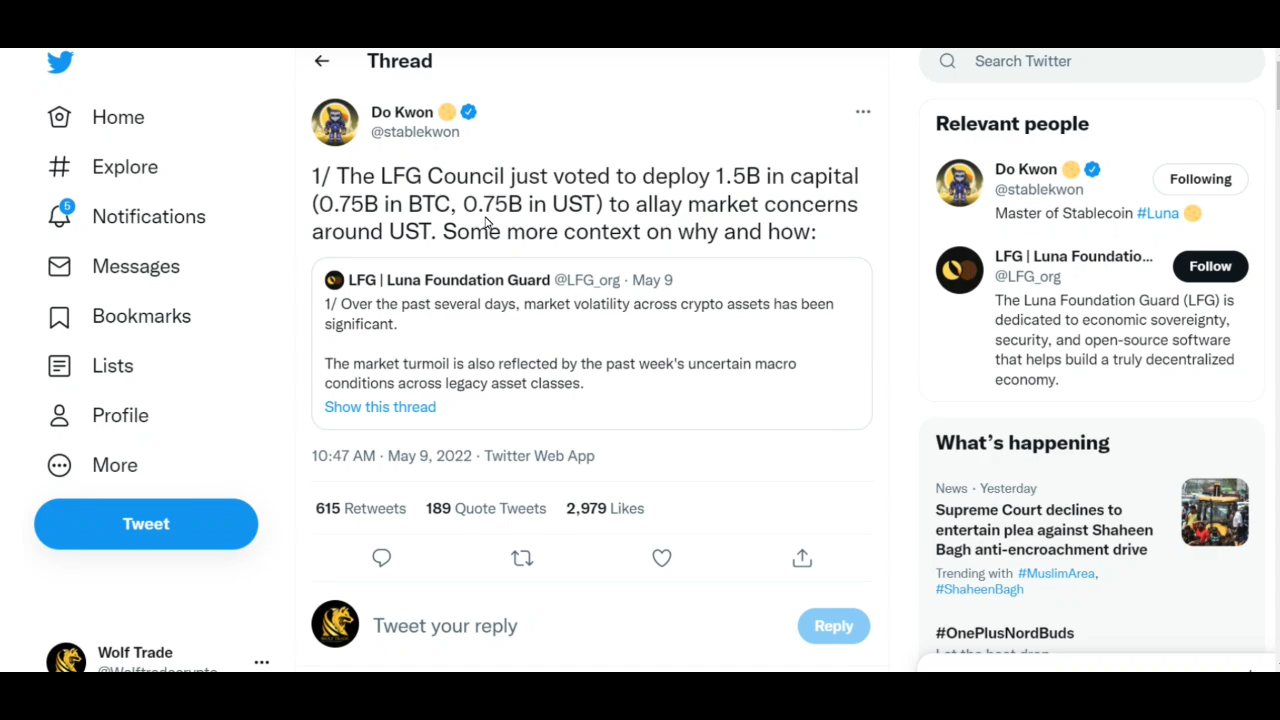 Home
Explore
5
Notifications
Messages
Bookmarks
Lists
Profile
More
Tweet
Wolf Trade
@Wolftradecrypto
Thread
Do Kwon
@stablekwon
1/ The LFG Council just voted to deploy 1.5B in capital
(0.75B in BTC, 0.75B in UST) to allay market concerns
around UST. Some more context on why and how:
LFG | Luna Foundation Guard @LFG_org · May 9
1/ Over the past several days, market volatility across crypto assets has been
significant.
The market turmoil is also reflected by the past week's uncertain macro
conditions across legacy asset classes.
Show this thread
10:47 AM · May 9, 2022 · Twitter Web App
615 Retweets 189 Quote Tweets 2,979 Likes
Tweet your reply
Reply
Search Twitter
Relevant people
Do Kwon
@stablekwon
Following
Master of Stablecoin #Luna
LFG | Luna Foundatio...
@LFG_org
Follow
The Luna Foundation Guard (LFG) is
dedicated to economic sovereignty,
security, and open-source software
that helps build a truly decentralized
economy.
What's happening
News · Yesterday
Supreme Court declines to
entertain plea against Shaheen
Bagh anti-encroachment drive
Trending with #MuslimArea,
#ShaheenBagh
#OnePlusNordBuds